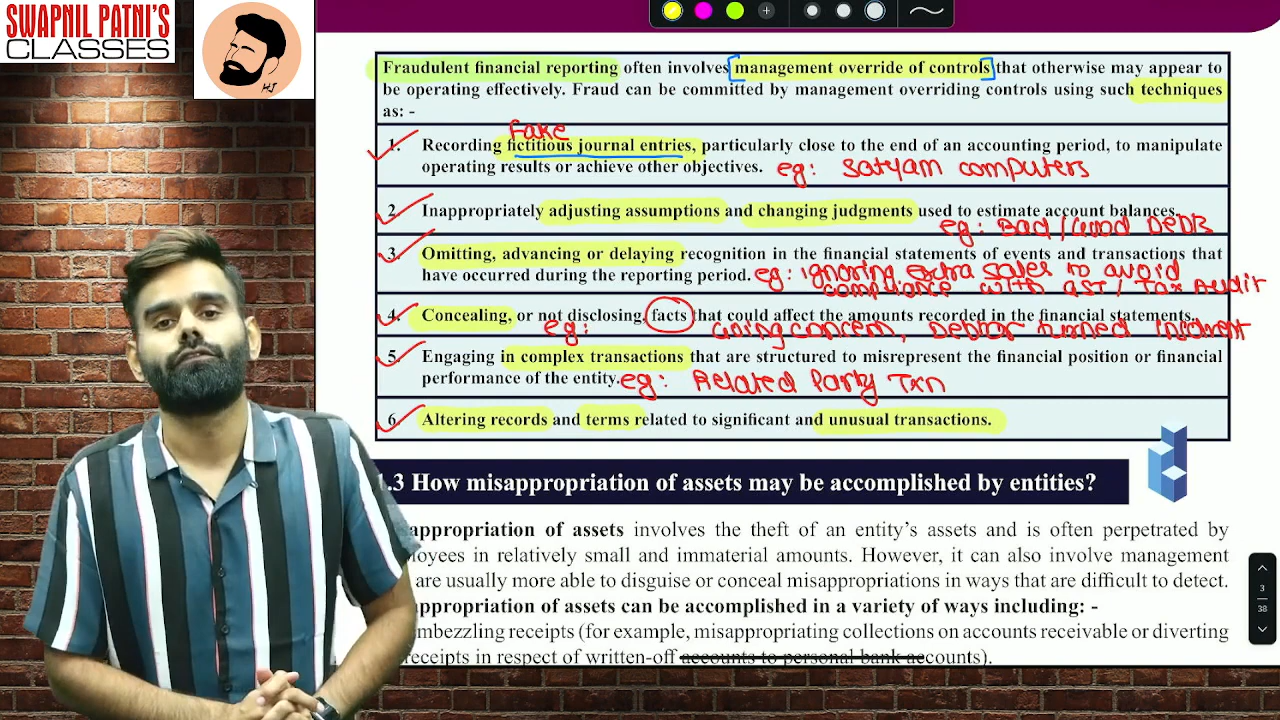 SWAPNIL PATNI'S
CLASSES
HJ
Fraudulent financial reporting often involves management override of controls that otherwise may appear to
be operating effectively. Fraud can be committed by management overriding controls using such techniques
as: -
Fake
1. Recording fictitious journal entries, particularly close to the end of an accounting period, to manipulate
operating results or achieve other objectives. eg: Satyam computers
2. Inappropriately adjusting assumptions and changing judgments used to estimate account balances.
eg: Bad/Good Debts
3. Omitting, advancing or delaying recognition in the financial statements of events and transactions that
have occurred during the reporting period. eg: ignoring extra sales to avoid
compliance with GST/ Tax Audit
4. Concealing, or not disclosing, facts that could affect the amounts recorded in the financial statements.
eg: Going concern, Debtor turned insolvent
5. Engaging in complex transactions that are structured to misrepresent the financial position or financial
performance of the entity. eg: Related Party Txn
6. Altering records and terms related to significant and unusual transactions.
.3 How misappropriation of assets may be accomplished by entities?
appropriation of assets involves the theft of an entity's assets and is often perpetrated by
oyees in relatively small and immaterial amounts. However, it can also involve management
are usually more able to disguise or conceal misappropriations in ways that are difficult to detect.
appropriation of assets can be accomplished in a variety of ways including: -
mbezzling receipts (for example, misappropriating collections on accounts receivable or diverting
receipts in respect of written-off accounts to personal bank accounts).
3
38